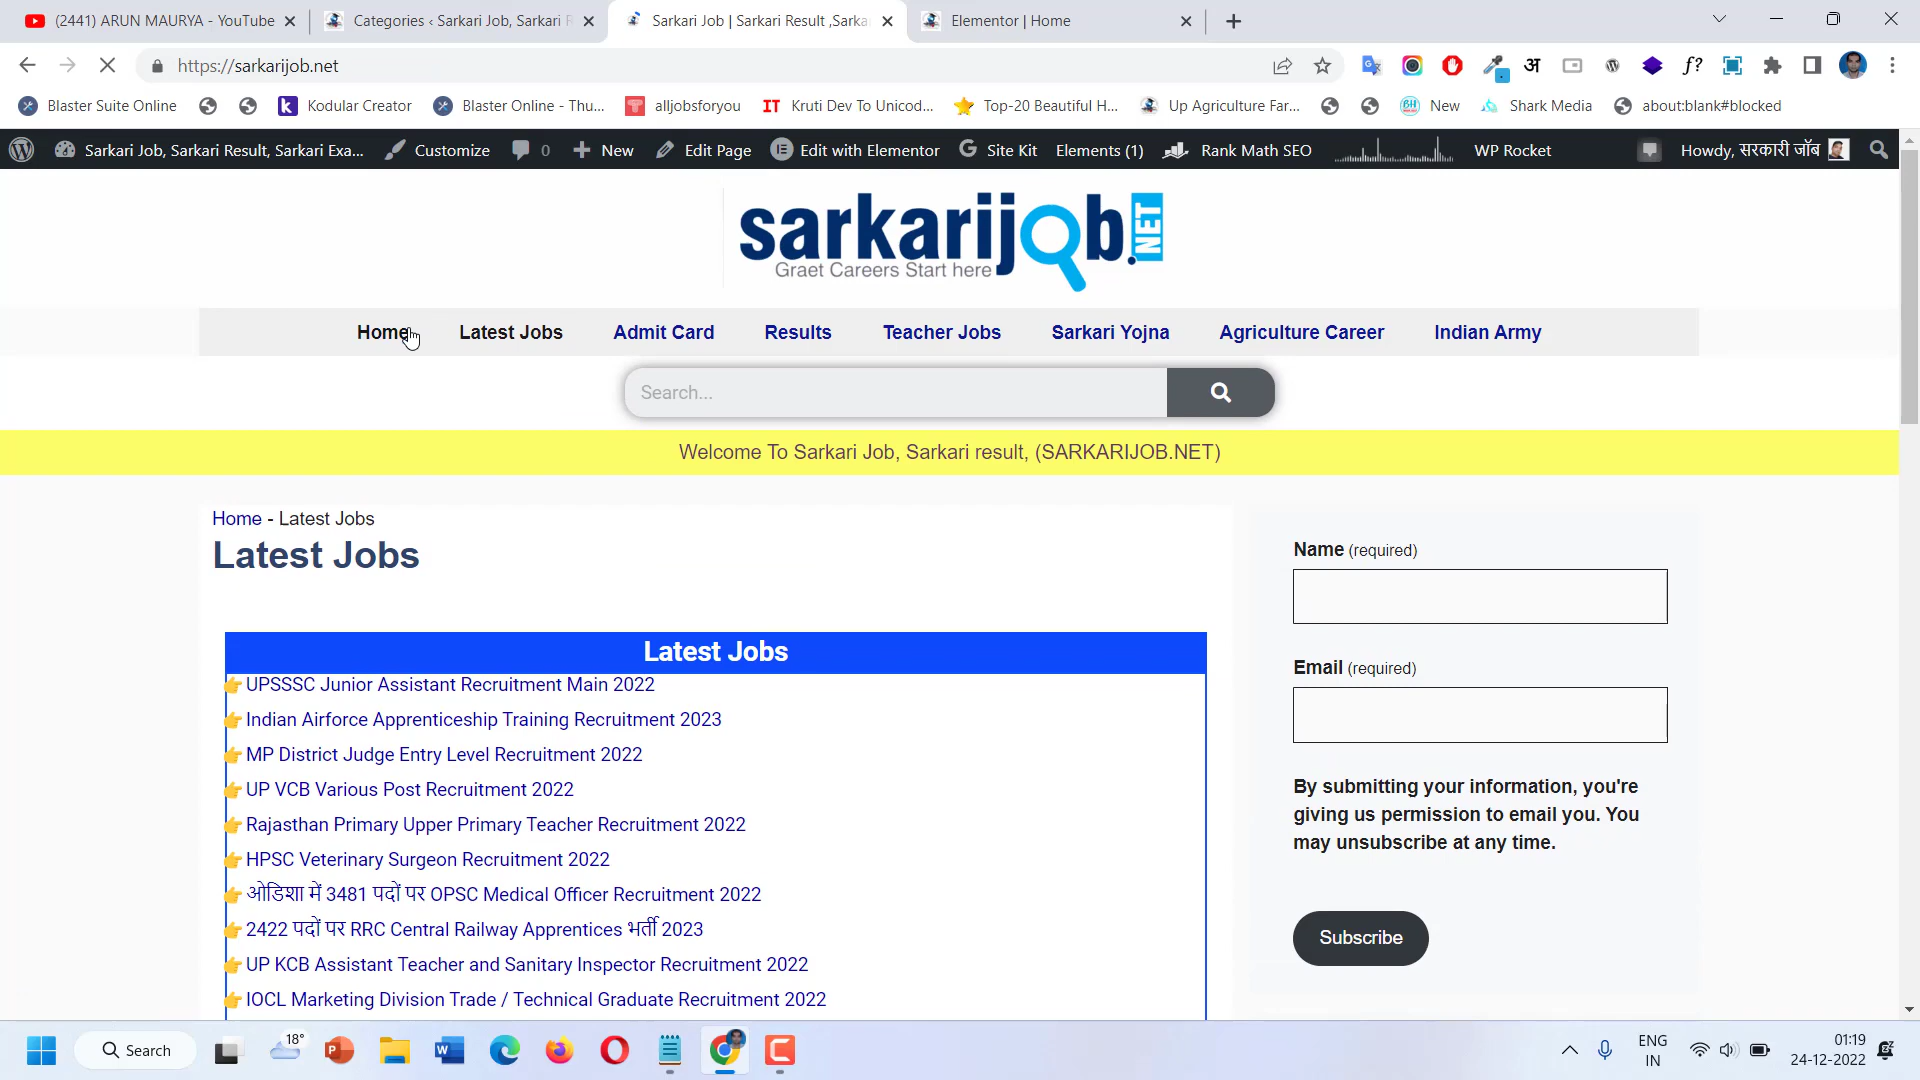 (2441) ARUN MAURYA - YouTube
Categories ‹ Sarkari Job, Sarkari R
Sarkari Job | Sarkari Result ,Sarka
Elementor | Home
https://sarkarijob.net
अ
f?
Blaster Suite Online
Kodular Creator
Blaster Online - Thu...
alljobsforyou
IT Kruti Dev To Unicod...
Top-20 Beautiful H...
Up Agriculture Far...
BH New
Shark Media
about:blank#blocked
Sarkari Job, Sarkari Result, Sarkari Exa...
Customize
0
New
Edit Page
Edit with Elementor
Site Kit
Elements (1)
Rank Math SEO
WP Rocket
Howdy, सरकारी जॉब
sarkarijob.NET
Graet Careers Start here
Home
Latest Jobs
Admit Card
Results
Teacher Jobs
Sarkari Yojna
Agriculture Career
Indian Army
Search...
Welcome To Sarkari Job, Sarkari result, (SARKARIJOB.NET)
Home - Latest Jobs
Latest Jobs
Latest Jobs
UPSSSC Junior Assistant Recruitment Main 2022
Indian Airforce Apprenticeship Training Recruitment 2023
MP District Judge Entry Level Recruitment 2022
UP VCB Various Post Recruitment 2022
Rajasthan Primary Upper Primary Teacher Recruitment 2022
HPSC Veterinary Surgeon Recruitment 2022
ओडिशा में 3481 पदों पर OPSC Medical Officer Recruitment 2022
2422 पदों पर RRC Central Railway Apprentices भर्ती 2023
UP KCB Assistant Teacher and Sanitary Inspector Recruitment 2022
IOCL Marketing Division Trade / Technical Graduate Recruitment 2022
Name (required)
Email (required)
By submitting your information, you're
giving us permission to email you. You
may unsubscribe at any time.
Subscribe
Search
18°
ENG
IN
01:19
24-12-2022